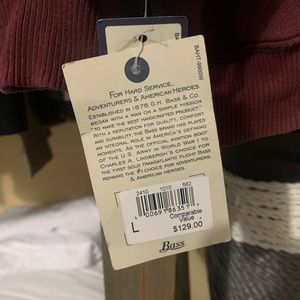 FOR HARD SERVICE,
ADVENTURERS & AMERICAN HEROES
ESTABLISHED IN 1876 G.H. BASS & CO.
BEGAN WITH A MAN ON A SIMPLE MISSION
"TO MAKE THE BEST HANDCRAFTED PRODUCT"
WITH A REPUTATION FOR QUALITY, COMFORT
AND DURABILITY. THE BASS BRAND HAS PLAYED
AN INTEGRAL ROLE IN AMERICA'S DEFINING
MOMENTS. AS THE OFFICIAL AVIATION BOOT
OF THE U.S. ARMY IN WORLD WAR I TO
CHARLES A. LINDBERGH'S CHOICE FOR
THE FIRST SOLO TRANSATLANTIC FLIGHT BASS
REMAINS THE #1 CHOICE FOR ADVENTURERS
& AMERICAN HEROES.
2410 1010 562
L
Comparable
Value
$129.00
Bass